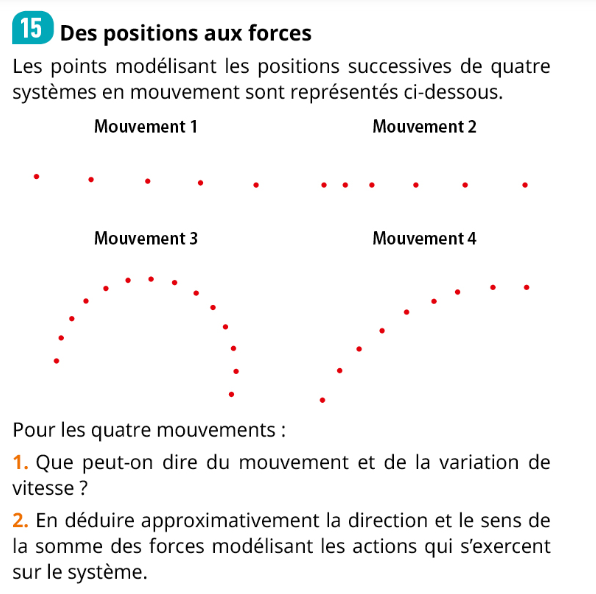 15 Des positions aux forces
Les points modélisant les positions successives de quatre
systèmes en mouvement sont représentés ci-dessous.
Mouvement 1
Mouvement 2
Mouvement 3
Mouvement 4
Pour les quatre mouvements :
1. Que peut-on dire du mouvement et de la variation de
vitesse ?
2. En déduire approximativement la direction et le sens de
la somme des forces modélisant les actions qui s’exercent
sur le système.